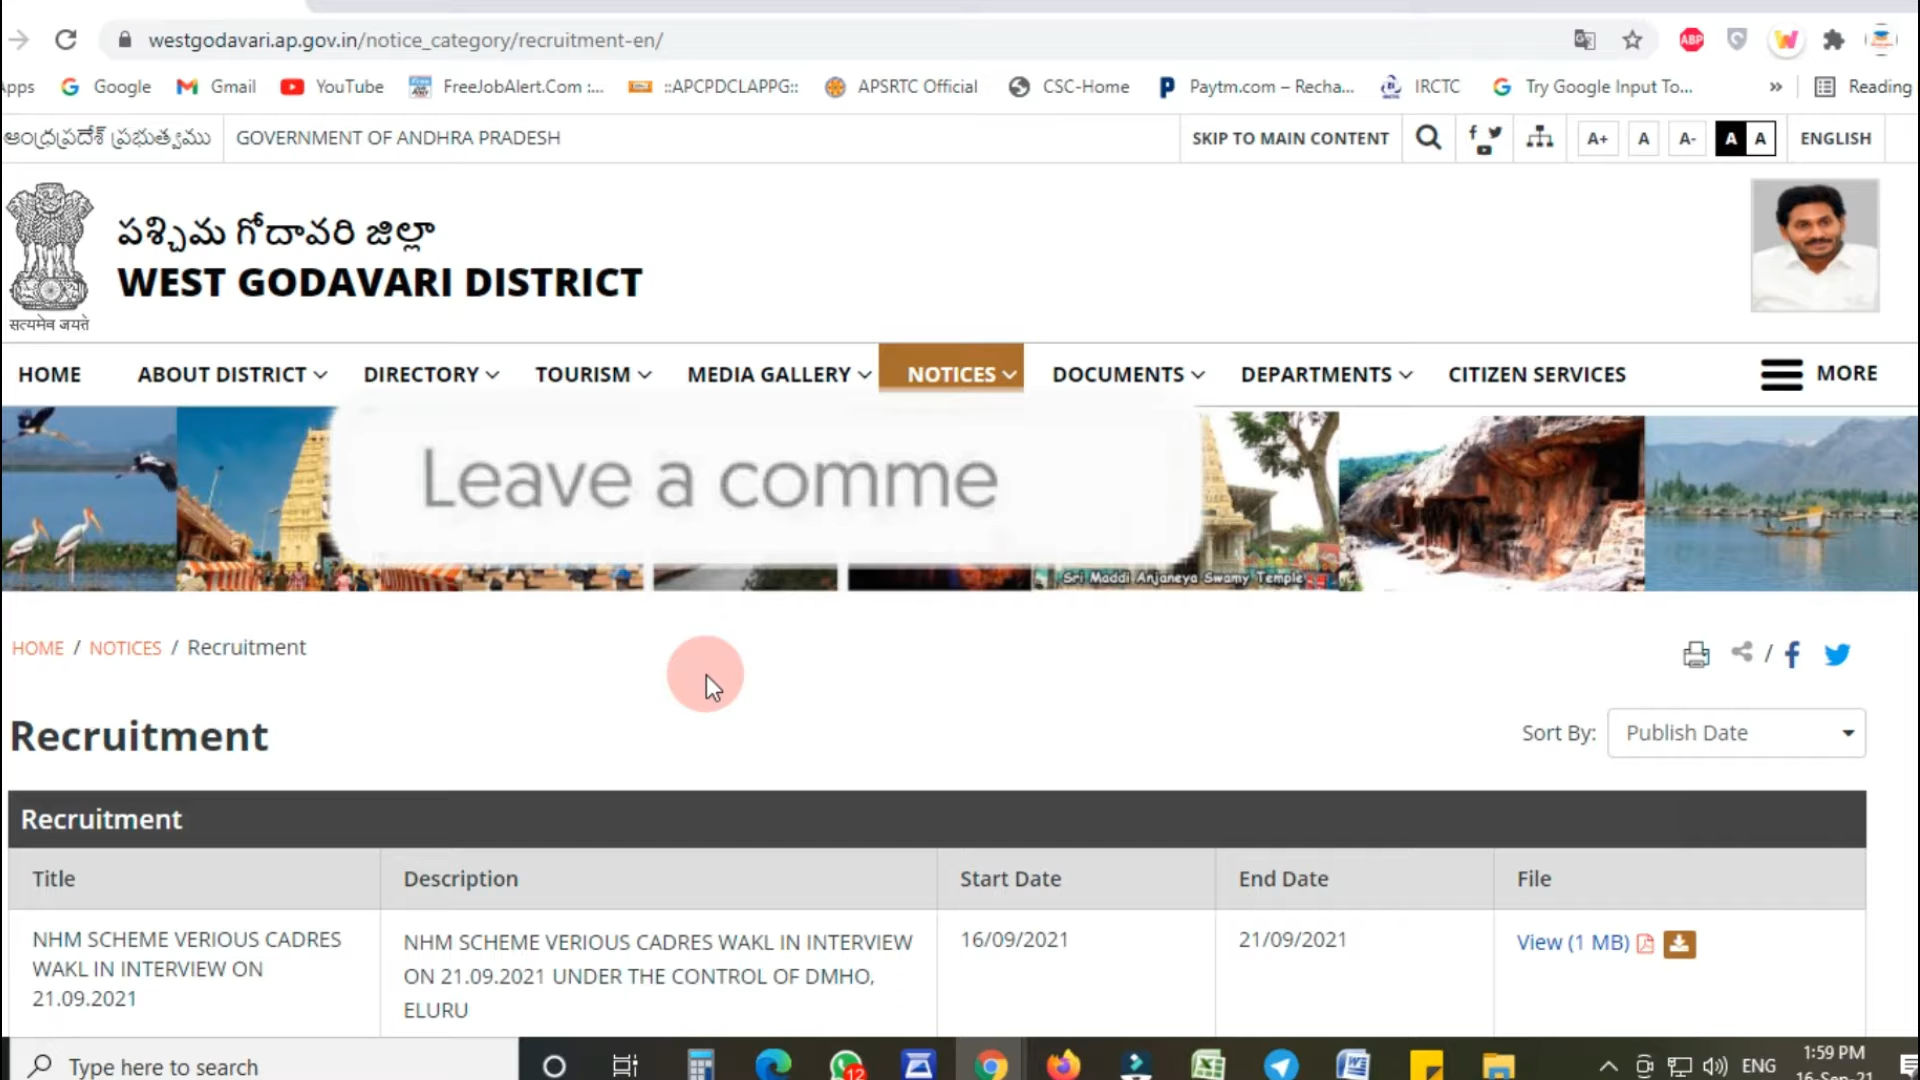 westgodavari.ap.gov.in/notice_category/recruitment-en/
ABP
Apps Google Gmail YouTube FreeJobAlert.Com :... ::APCPDCLAPPG:: APSRTC Official CSC-Home Paytm.com – Recha... IRCTC Try Google Input To... » Reading
ఆంధ్రప్రదేశ్ ప్రభుత్వము GOVERNMENT OF ANDHRA PRADESH SKIP TO MAIN CONTENT A+ A A- A A ENGLISH
పశ్చిమ గోదావరి జిల్లా
WEST GODAVARI DISTRICT
सत्यमेव जयते
HOME ABOUT DISTRICT DIRECTORY TOURISM MEDIA GALLERY NOTICES DOCUMENTS DEPARTMENTS CITIZEN SERVICES MORE
Leave a comme
Sri Maddi Anjaneya Swamy Temple
HOME / NOTICES / Recruitment
Recruitment
Sort By: Publish Date
Recruitment
Title Description Start Date End Date File
NHM SCHEME VERIOUS CADRES WAKL IN INTERVIEW ON 21.09.2021
NHM SCHEME VERIOUS CADRES WAKL IN INTERVIEW
ON 21.09.2021 UNDER THE CONTROL OF DMHO,
ELURU
16/09/2021 21/09/2021 View (1 MB)
Type here to search
12
ENG
1:59 PM
16-Sep-21